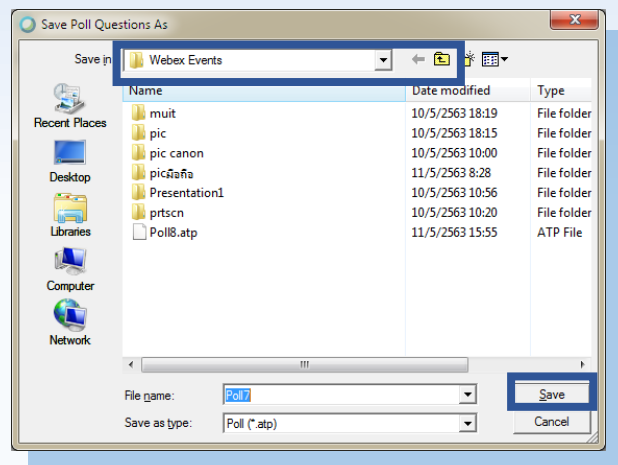 Save Poll Questions As
Save in
Webex Events
Name Date modified Type
muit 10/5/2563 18:19 File folder
pic 10/5/2563 18:15 File folder
pic canon 10/5/2563 10:00 File folder
picมือถือ 11/5/2563 8:28 File folder
Presentation1 10/5/2563 10:56 File folder
prtscn 10/5/2563 10:20 File folder
Poll8.atp 11/5/2563 15:55 ATP File
Recent Places
Desktop
Libraries
Computer
Network
File name: Poll7 Save
Save as type: Poll (*.atp) Cancel